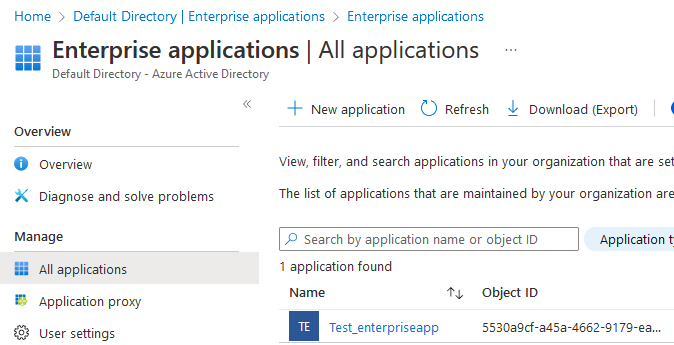 Home > Default Directory | Enterprise applications > Enterprise applications
Enterprise applications | All applications ...
Default Directory - Azure Active Directory
«
+ New application Refresh Download (Export)
Overview
Overview
Diagnose and solve problems
Manage
All applications
Application proxy
User settings
View, filter, and search applications in your organization that are set
The list of applications that are maintained by your organization are
Search by application name or object ID Application ty
1 application found
Name ↑↓ Object ID
TE Test_enterpriseapp 5530a9cf-a45a-4662-9179-ea...